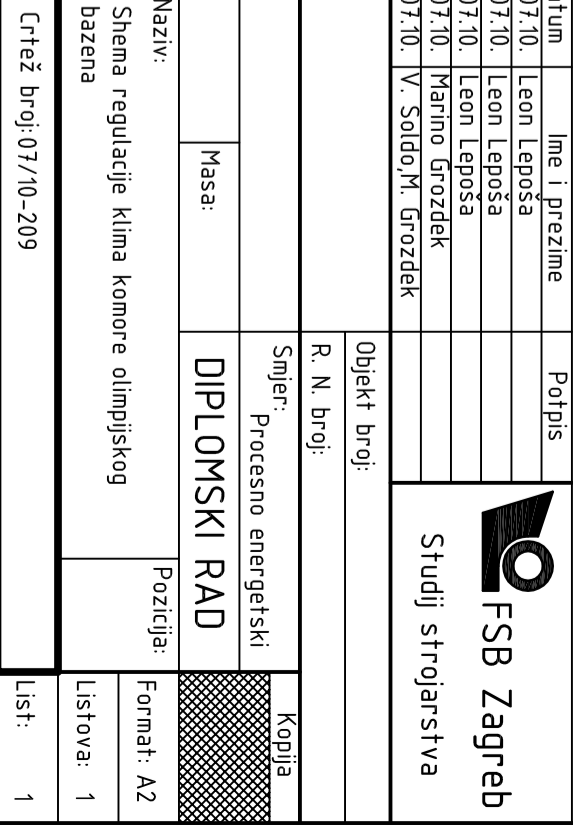 Ime i prezime Potpis
07.10. Leon Lepoša
07.10. Leon Lepoša
07.10. Leon Lepoša
07.10. Marino Grozdek
07.10. V. Soldo,M. Grozdek
FSB Zagreb
Studij strojarstva
Objekt broj:
R. N. broj:
Smjer:
Procesno energetski
Kopija
Masa:
DIPLOMSKI RAD
Naziv:
Shema regulacije klima komore olimpijskog
bazena
Pozicija:
Format: A2
Listova: 1
Crtež broj:07/10-209
List: 1